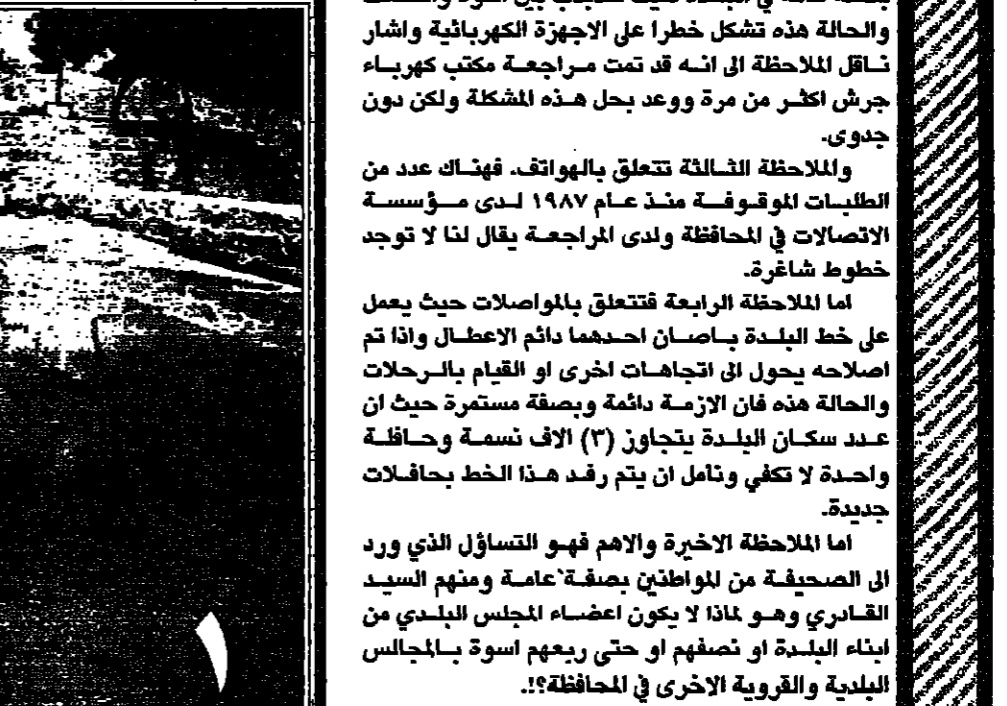 والحالة هذه تشكل خطرا على الاجهزة الكهربائية واشار
ناقل الملاحظة الى انه قد تمت مراجعة مكتب كهرباء
جرش اكثر من مرة ووعد بحل هذه المشكلة ولكن دون
جدوى.
والملاحظة الثالثة تتعلق بالهواتف، فهناك عدد من
الطلبات الموقوفة منذ عام ١٩٨٧ لدى مؤسسة
الاتصالات في المحافظة ولدى المراجعة يقال لنا لا توجد
خطوط شاغرة.
اما الملاحظة الرابعة فتتعلق بالمواصلات حيث يعمل
على خط البلدة باصان احدهما دائم الاعطال واذا تم
اصلاحه يحول الى اتجاهات اخرى او القيام بالرحلات
والحالة هذه فان الازمة دائمة وبصفة مستمرة حيث ان
عدد سكان البلدة يتجاوز (٣) الاف نسمة وحافلة
واحدة لا تكفي ونامل ان يتم رفد هذا الخط بحافلات
جديدة.
اما الملاحظة الاخيرة والاهم فهو التساؤل الذي ورد
الى الصحيفة من المواطنين بصفة عامة ومنهم السيد
القادري وهو لماذا لا يكون اعضاء المجلس البلدي من
ابناء البلدة او نصفهم او حتى ربعهم اسوة بالمجالس
البلدية والقروية الاخرى في المحافظة؟!.